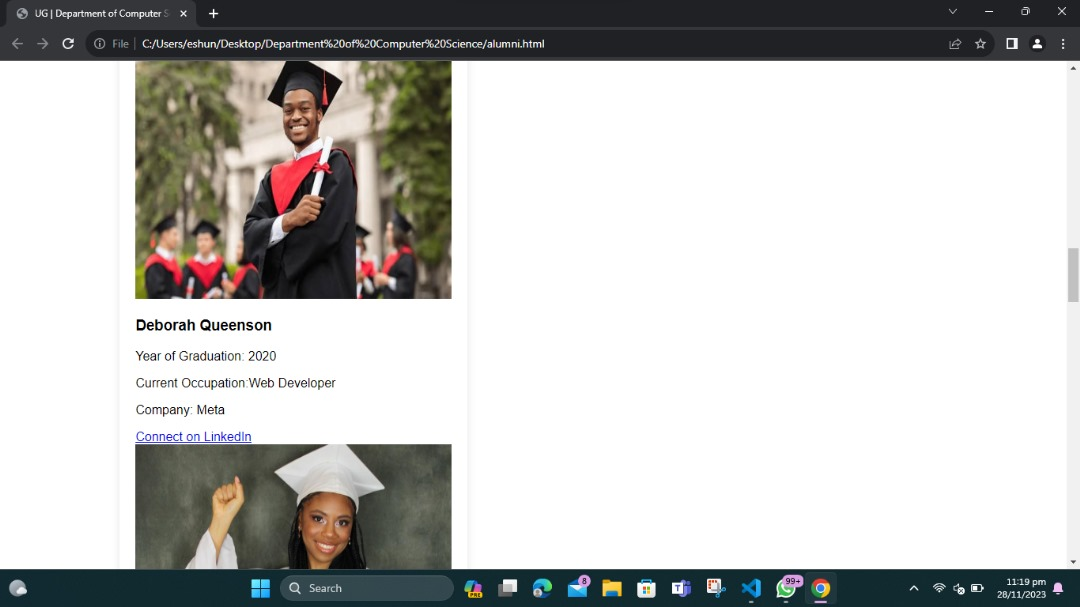 UG | Department of Computer S
File
C:/Users/eshun/Desktop/Department%20of%20Computer%20Science/alumni.html
Deborah Queenson
Year of Graduation: 2020
Current Occupation:Web Developer
Company: Meta
Connect on LinkedIn
Search
PRE
8
99+
11:19 pm
28/11/2023